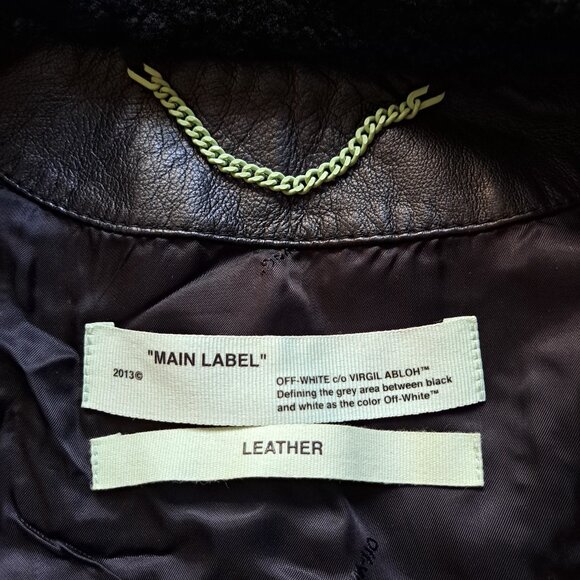 "MAIN LABEL"
2013©
OFF-WHITE c/o VIRGIL ABLOH™
Defining the grey area between black
and white as the color Off-White™
LEATHER